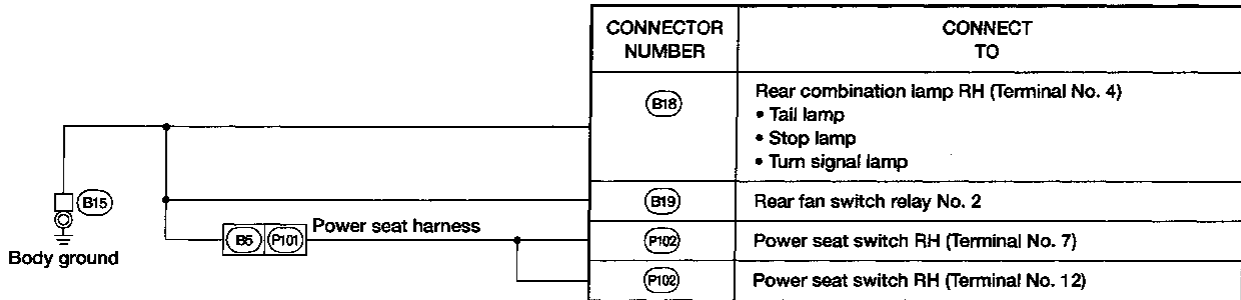 CONNECTOR
NUMBER
CONNECT
TO
B18
Rear combination lamp RH (Terminal No. 4)
• Tail lamp
• Stop lamp
• Turn signal lamp
B15
Body ground
B19
Rear fan switch relay No. 2
B6 P101
Power seat harness
P102
Power seat switch RH (Terminal No. 7)
P102
Power seat switch RH (Terminal No. 12)